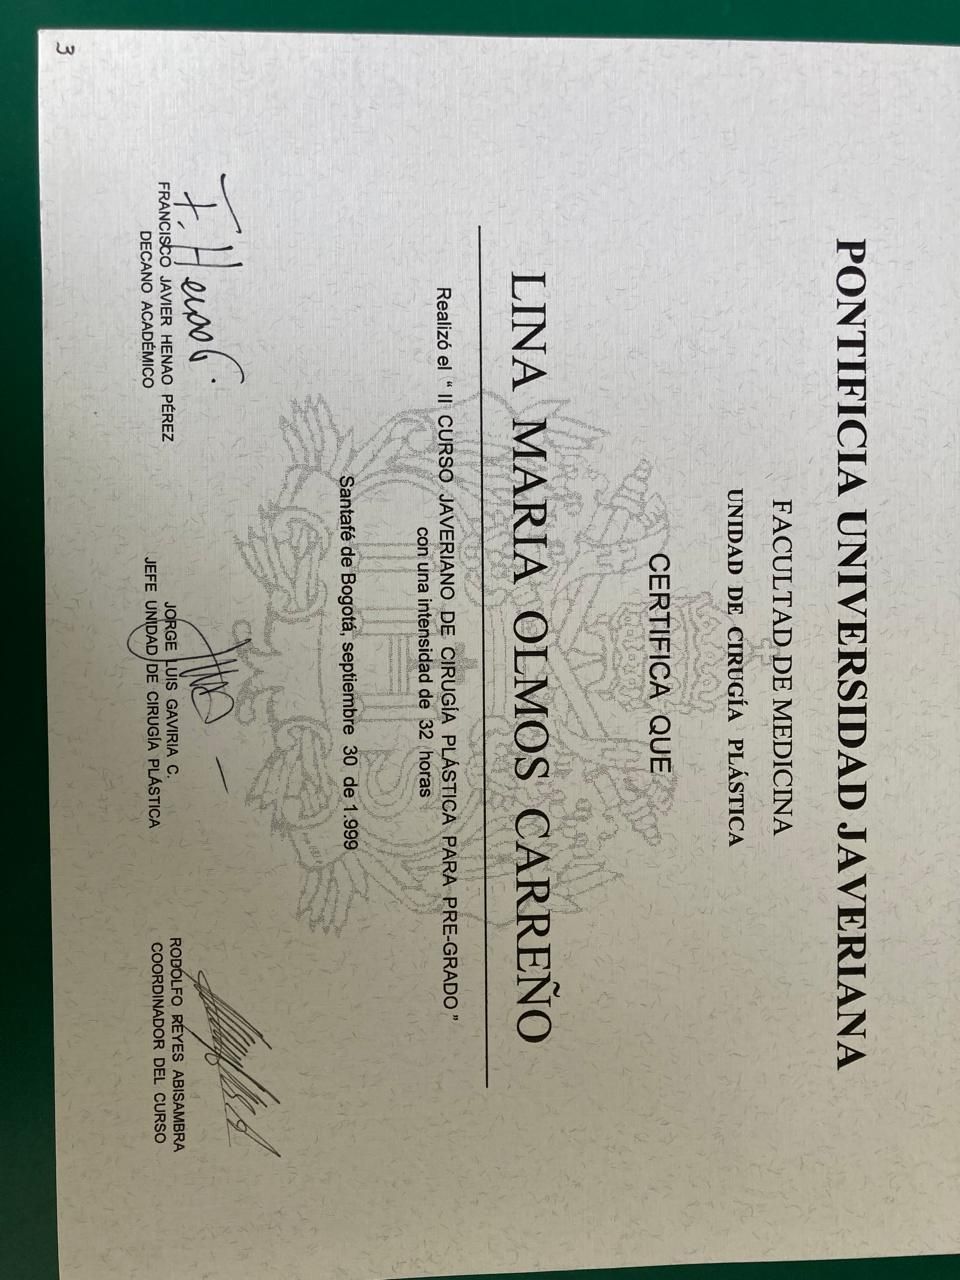 PONTIFICIA UNIVERSIDAD JAVERIANA
FACULTAD DE MEDICINA
UNIDAD DE CIRUGÍA PLÁSTICA
CERTIFICA QUE
LINA MARIA OLMOS CARREÑO
Realizó el " II CURSO JAVERIANO DE CIRUGÍA PLÁSTICA PARA PRE-GRADO "
con una intensidad de 32 horas
Santafé de Bogotá, septiembre 30 de 1.999
F. Henao
FRANCISCO JAVIER HENAO PÉREZ
DECANO ACADÉMICO
JORGE LUIS GAVIRIA C.
JEFE UNIDAD DE CIRUGÍA PLÁSTICA
RODOLFO REYES ABISAMBRA
COORDINADOR DEL CURSO
3